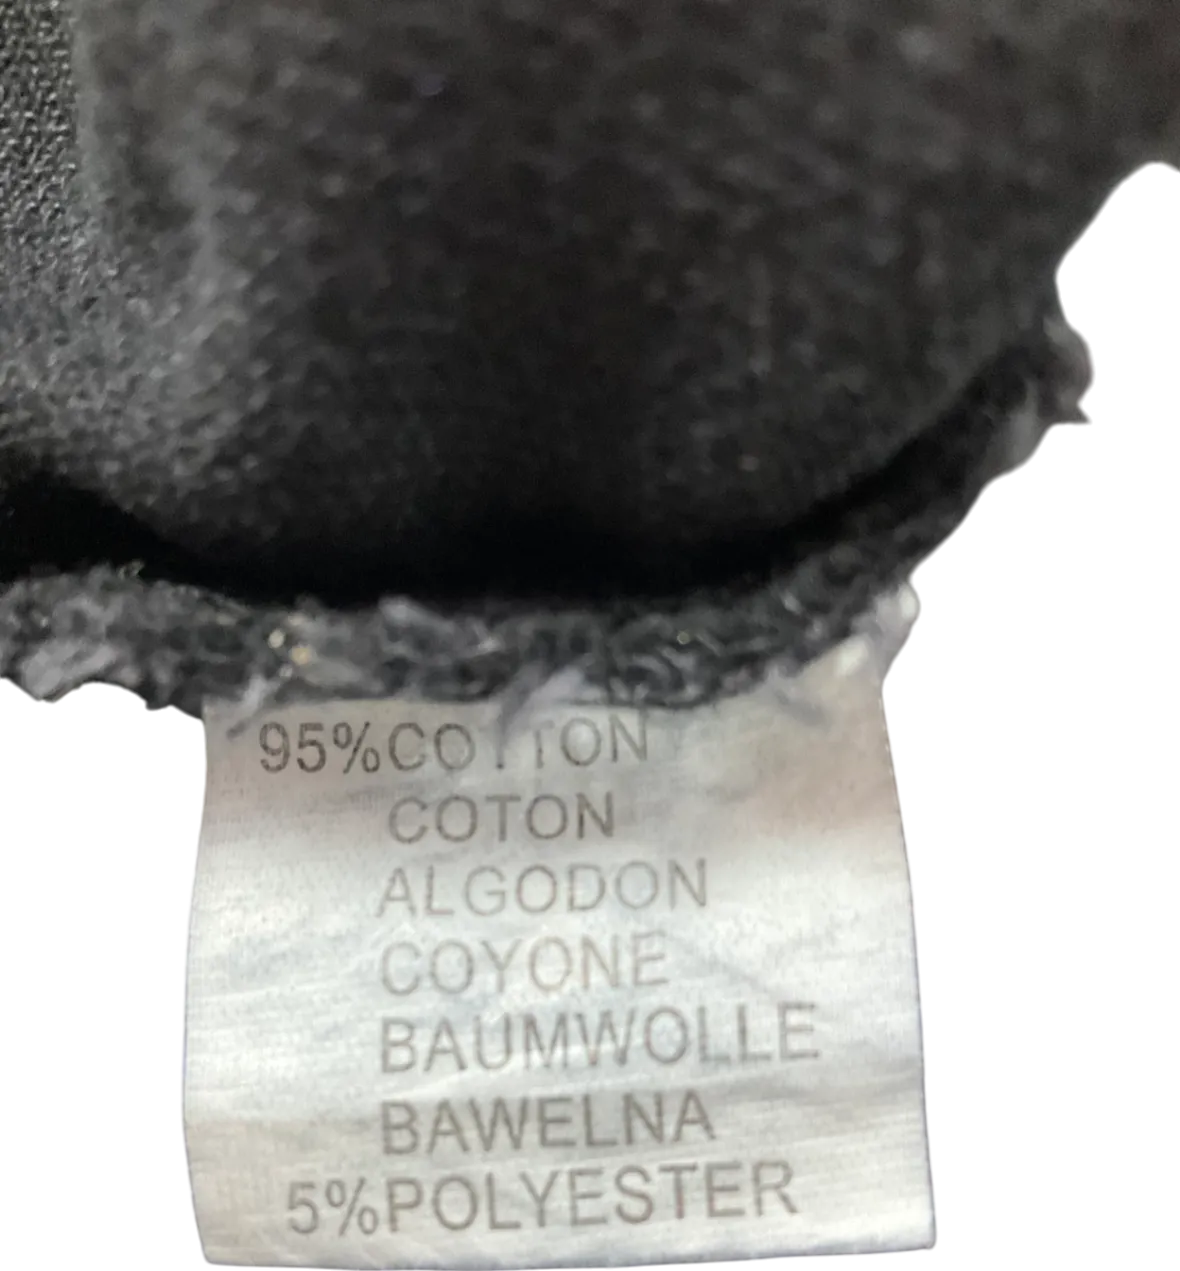 95%COTTON
COTON
ALGODON
COYONE
BAUMWOLLE
BAWELNA
5%POLYESTER